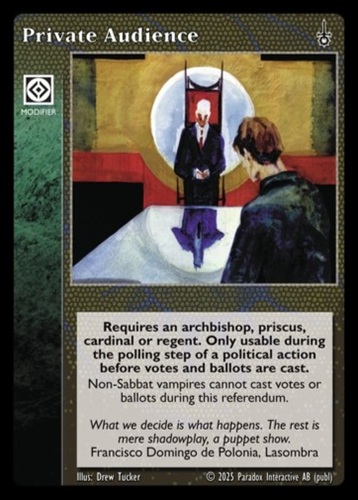 Private Audience
MODIFIER
Requires an archbishop, priscus,
cardinal or regent. Only usable during
the polling step of a political action
before votes and ballots are cast.
Non-Sabbat vampires cannot cast votes or
ballots during this referendum.
What we decide is what happens. The rest is
mere shadowplay, a puppet show.
Francisco Domingo de Polonia, Lasombra
Illus: Drew Tucker © 2025 Paradox Interactive AB (publ)